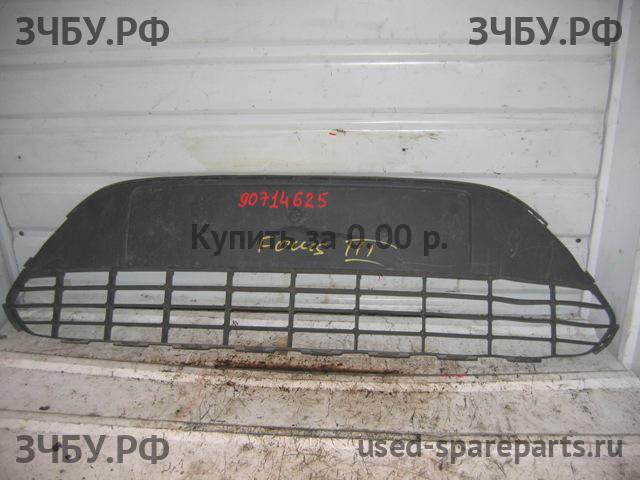 ЗЧБУ.РФ ЗЧБУ.РФ
90714625
Купить за 0,00 р.
Focus III
ЗЧБУ.РФ used-spareparts.ru